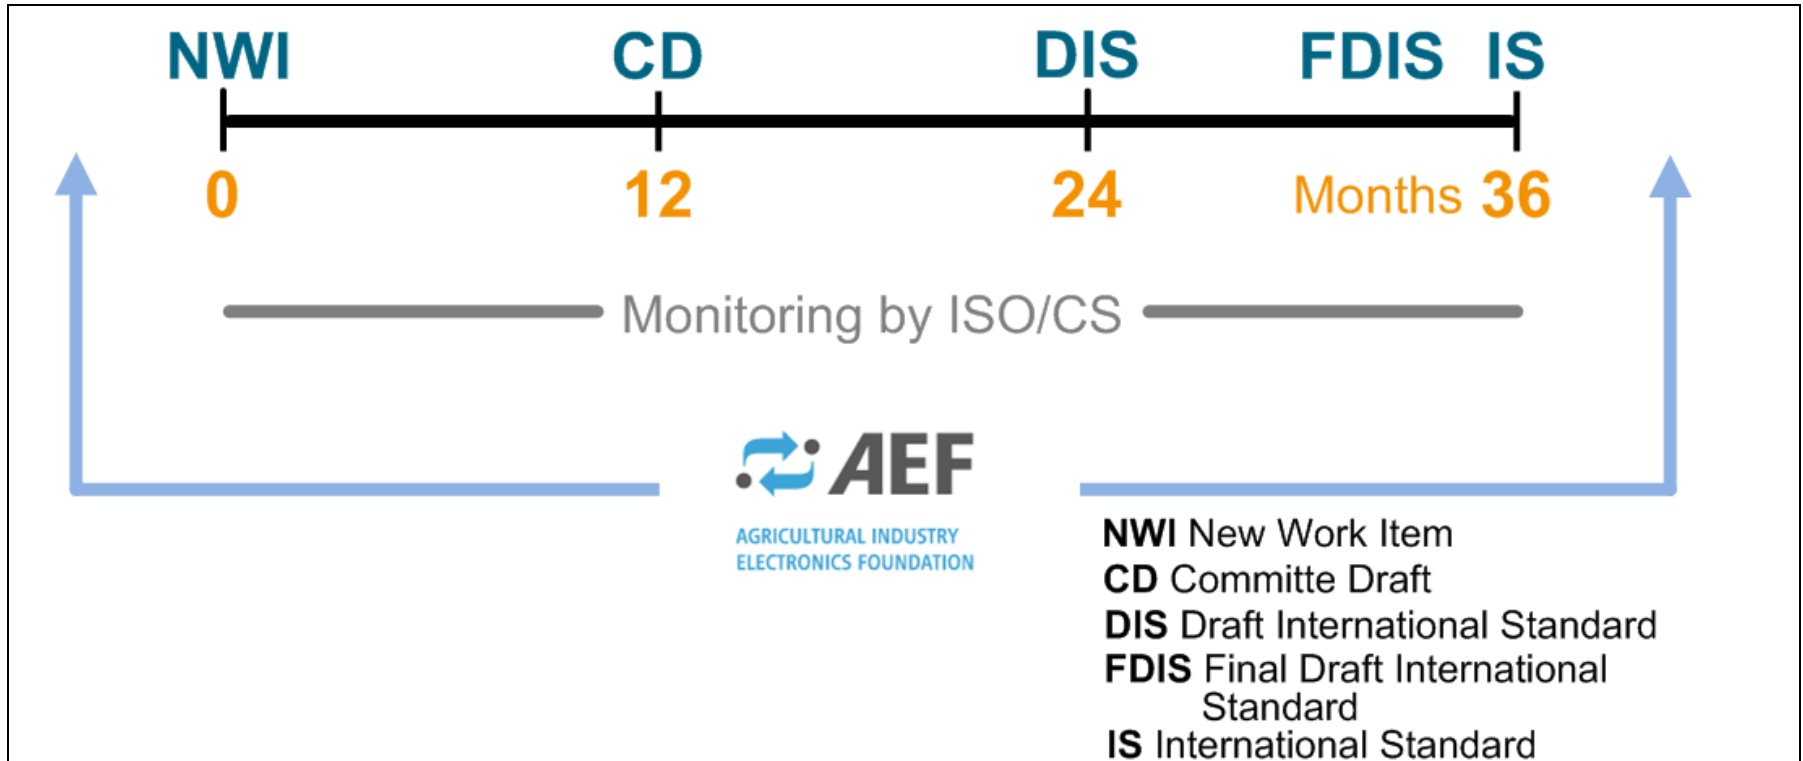 NWI CD DIS FDIS IS
0 12 24 Months 36
Monitoring by ISO/CS
AEF
AGRICULTURAL INDUSTRY
ELECTRONICS FOUNDATION
NWI New Work Item
CD Committe Draft
DIS Draft International Standard
FDIS Final Draft International
Standard
IS International Standard